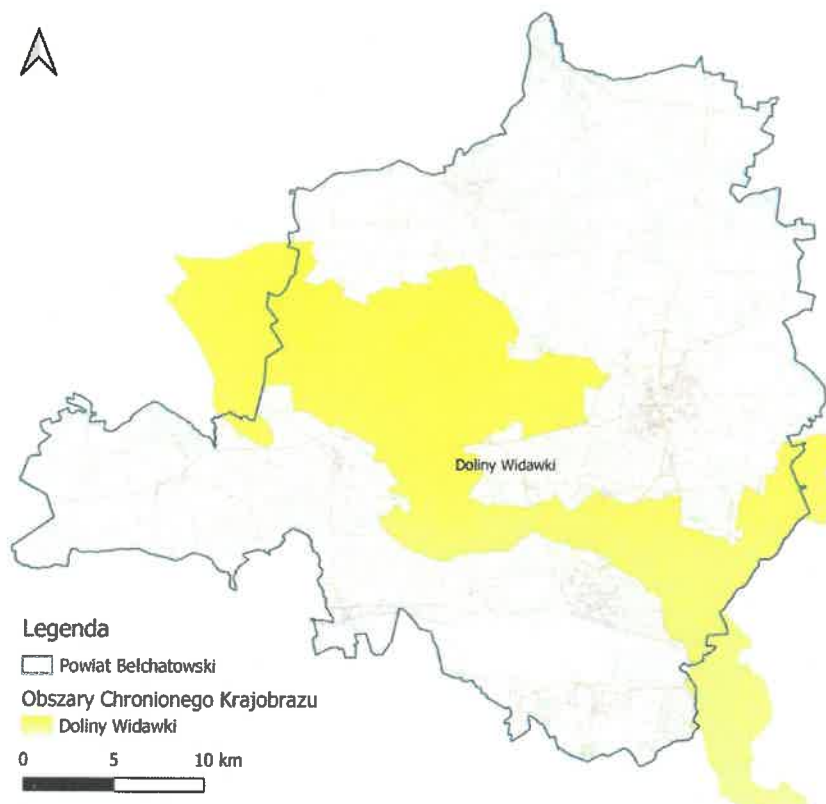 Doliny Widawki
Legenda
Powiat Bełchatowski
Obszary Chronionego Krajobrazu
Doliny Widawki
0 5 10 km